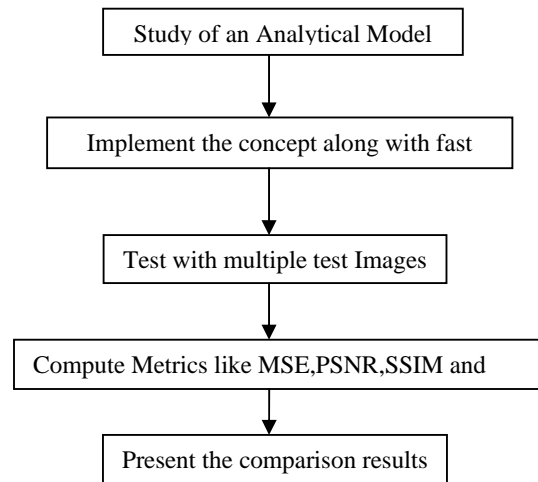 Study of an Analytical Model
Implement the concept along with fast
Test with multiple test Images
Compute Metrics like MSE,PSNR,SSIM and
Present the comparison results